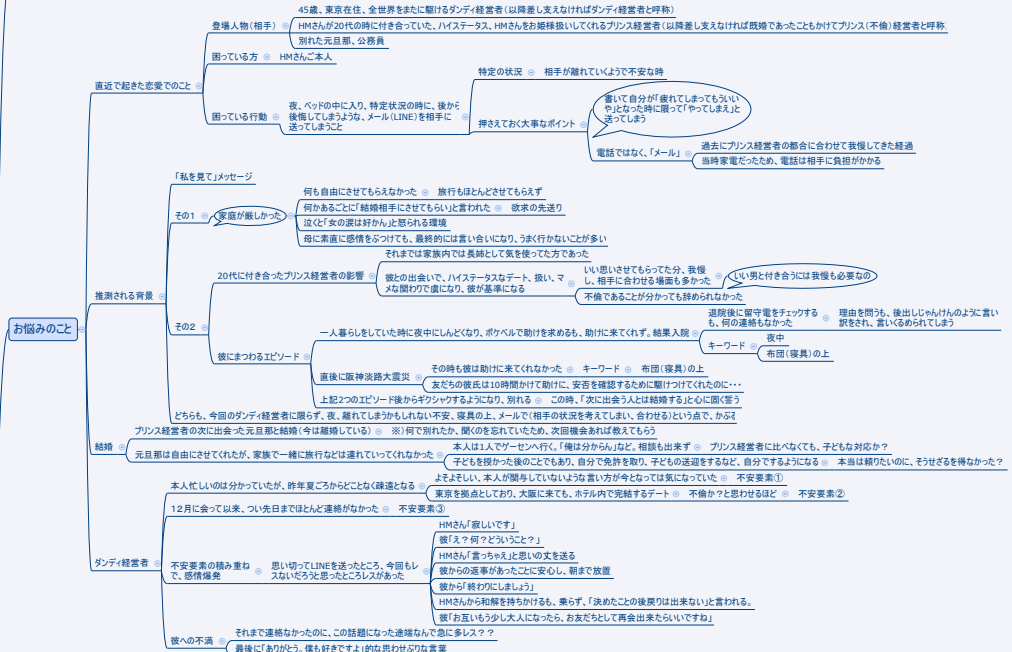 45歳、東京在住、全世界をまたに駆けるダンディ経営者（以降差し支えなければダンディ経営者と呼称）
登場人物（相手）
HMさんが20代の時に付き合っていた、ハイステータス、HMさんをお姫様扱いしてくれるプリンス経営者（以降差し支えなければ既婚であったこともかけてプリンス（不倫）経営者と呼称
別れた元旦那、公務員
困っている方
HMさんご本人
直近で起きた恋愛でのこと
特定の状況
相手が離れていくようで不安な時
困っている行動
夜、ベッドの中に入り、特定状況の時に、後から
後悔してしまうような、メール（LINE）を相手に
送ってしまうこと
押さえておく大事なポイント
書いて自分が「疲れてしまってもういい
や」となった時に限って「やってしまえ」と
送ってしまう
電話ではなく、「メール」
過去にプリンス経営者の都合に合わせて我慢してきた経過
当時家電だったため、電話は相手に負担がかかる
お悩みのこと
推測される背景
「私を見て」メッセージ
その1
家庭が厳しかった
何も自由にさせてもらえなかった
旅行もほとんどさせてもらえず
何かあるごとに「結婚相手にさせてもらい」と言われた
欲求の先送り
泣くと「女の涙は好かん」と怒られる環境
母に素直に感情をぶつけても、最終的には言い合いになり、うまく行かないことが多い
その2
20代に付き合ったプリンス経営者の影響
それまでは家族内では長姉として気を使ってた方であった
彼との出会いで、ハイステータスなデート、扱い、マ
メな関わりで虜になり、彼が基準になる
いい思いさせてもらってた分、我慢
し、相手に合わせる場面も多かった
いい男と付き合うには我慢も必要なの
不倫であることが分かっても辞められなかった
彼にまつわるエピソード
一人暮らしをしていた時に夜中にしんどくなり、ポケベルで助けを求めるも、助けに来てくれず。結果入院
退院後に留守電をチェックする
も、何の連絡もなかった
理由を問うも、後出しじゃんけんのように言い
訳をされ、言いくるめられてしまう
キーワード
夜中
布団（寝具）の上
直後に阪神淡路大震災
その時も彼は助けに来てくれなかった
キーワード
布団（寝具）の上
友だちの彼氏は10時間かけて助けに、安否を確認するために駆けつけてくれたのに・・・
上記2つのエピソード後からギクシャクするようになり、別れる
この時、「次に出会う人とは結婚する」と心に固く誓う
どちらも、今回のダンディ経営者に限らず、夜、離れてしまうかもしれない不安、寝具の上、メールで（相手の状況を考えてしまい、合わせる）という点で、かぶる
結婚
プリンス経営者の次に出会った元旦那と結婚（今は離婚している）
※）何で別れたか、聞くのを忘れていたため、次回機会あれば教えてもらう
元旦那は自由にさせてくれたが、家族で一緒に旅行などは連れていってくれなかった
本人は1人でゲーセンへ行く。「俺は分からん」など。相談も出来ず
プリンス経営者に比べなくても、子どもな対応か？
子どもを授かった後のことでもあり、自分で免許を取り、子どもの送迎をするなど、自分でするようになる
本当は頼りたいのに、そうせざるを得なかった？
ダンディ経営者
本人忙しいのは分かっていたが、昨年夏ごろからどことなく疎遠となる
よそよそしい、本人が関与していないような言い方が今となっては気になっていた
不安要素①
東京を拠点としており、大阪に来ても、ホテル内で完結するデート
不倫か？と思わせるほど
不安要素②
12月に会って以来、つい先日までほとんど連絡がなかった
不安要素③
不安要素の積み重ね
で、感情爆発
思い切ってLINEを送ったところ、今回もレ
スないだろうと思ったところレスがあった
HMさん「寂しいです」
彼「え？何？どういうこと？」
HMさん「言っちゃえ」と思いの丈を送る
彼からの返事があったことに安心し、朝まで放置
彼から「終わりにしましょう」
HMさんから和解を持ちかけるも、乗らず、「決めたことの後戻りは出来ない」と言われる。
彼「お互いもう少し大人になったら、お友だちとして再会出来たらいいですね」
彼への不満
それまで連絡なかったのに、この話題になった途端なんで急に多レス？？
最後に「ありがとう。僕も好きですよ」的な思わせぶりな言葉